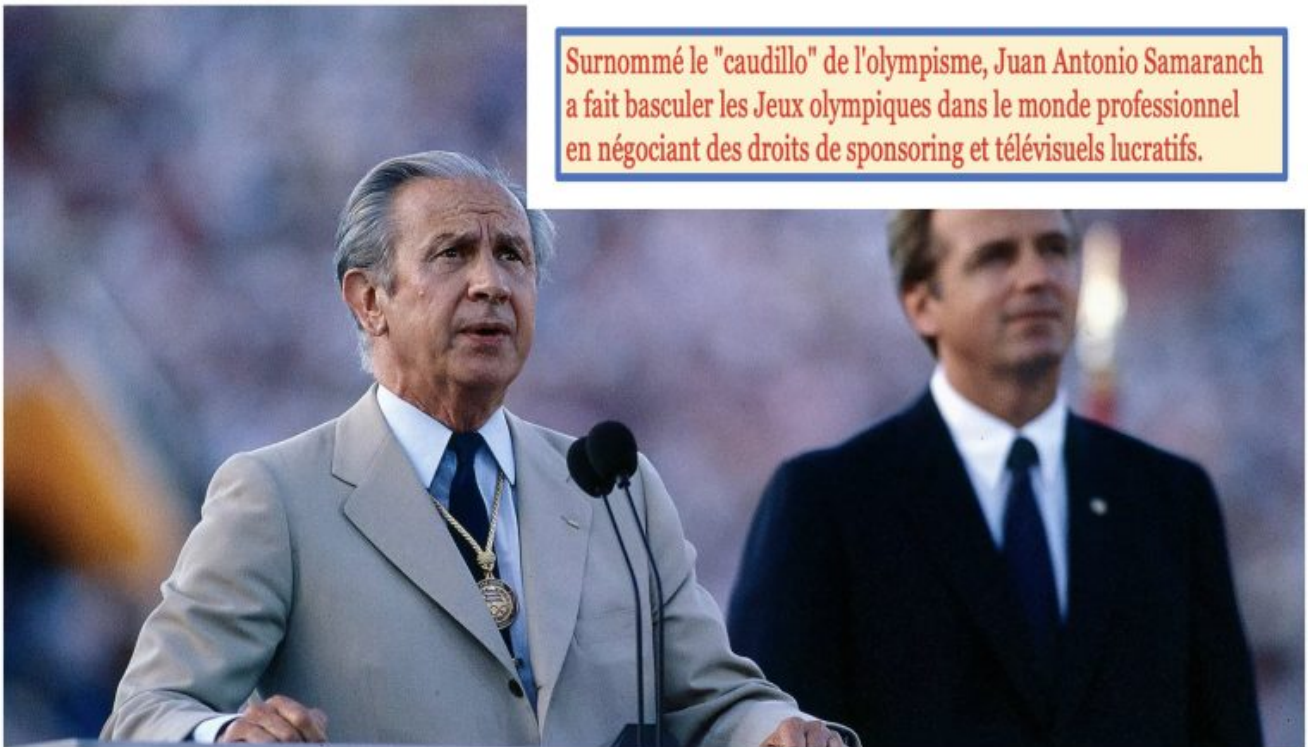 Surnommé le "caudillo" de l'olympisme, Juan Antonio Samaranch
a fait basculer les Jeux olympiques dans le monde professionnel
en négociant des droits de sponsoring et télévisuels lucratifs.